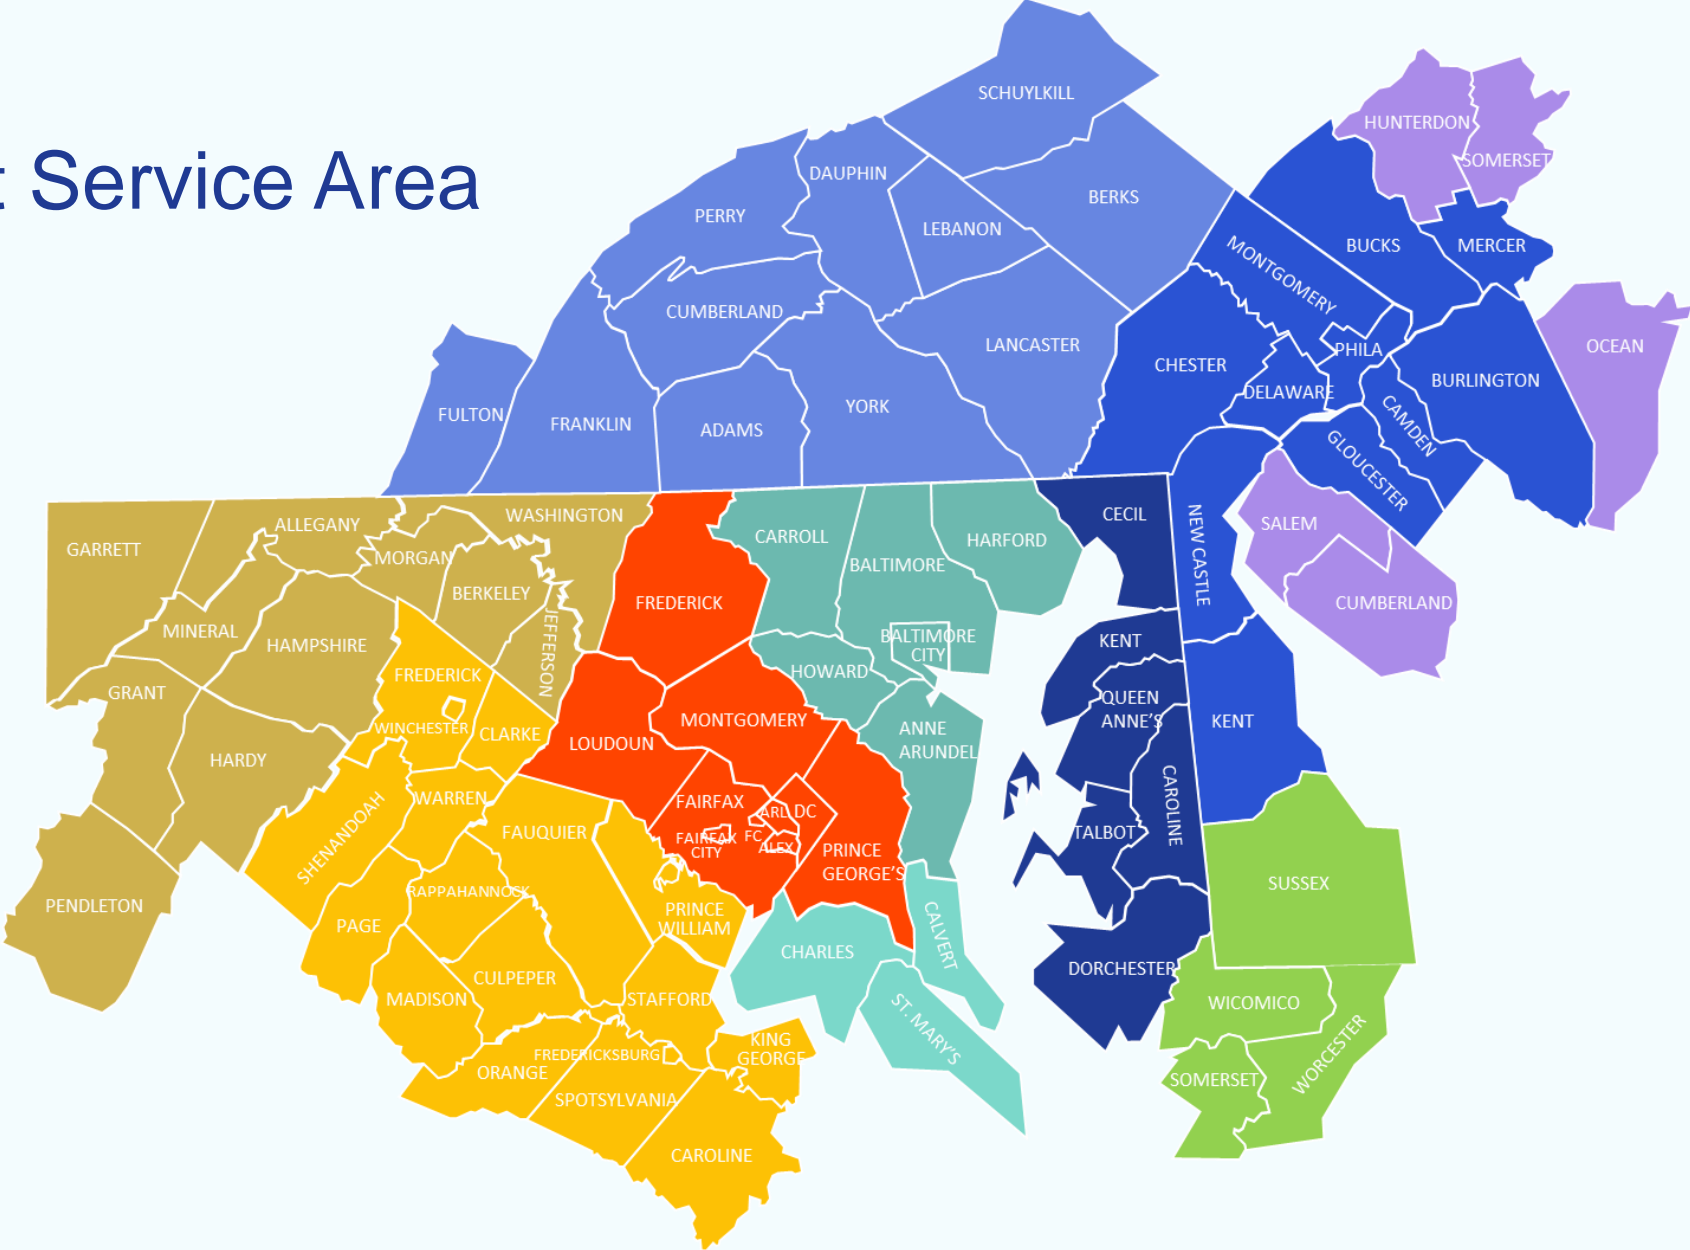 t Service Area
SCHUYLKILL
HUNTERDON
SOMERSET
DAUPHIN
BERKS
PERRY
LEBANON
BUCKS
MERCER
MONTGOMERY
CUMBERLAND
LANCASTER
PHILA
OCEAN
CHESTER
BURLINGTON
DELAWARE
CAMDEN
FULTON
FRANKLIN
ADAMS
YORK
GLOUCESTER
GARRETT
ALLEGANY
WASHINGTON
CARROLL
HARFORD
CECIL
NEW CASTLE
SALEM
MORGAN
BALTIMORE
BERKELEY
FREDERICK
CUMBERLAND
MINERAL
HAMPSHIRE
JEFFERSON
BALTIMORE
CITY
KENT
FREDERICK
HOWARD
GRANT
QUEEN
ANNE'S
WINCHESTER
CLARKE
LOUDOUN
MONTGOMERY
ANNE
ARUNDEL
KENT
HARDY
WARREN
FAIRFAX
ARL
DC
CAROLINE
SHENANDOAH
FAUQUIER
FAIRFAX
CITY
FC
ALEX
PRINCE
GEORGE'S
TALBOT
SUSSEX
PENDLETON
RAPPAHANNOCK
PAGE
PRINCE
WILLIAM
CALVERT
CHARLES
DORCHESTER
CULPEPER
MADISON
STAFFORD
WICOMICO
ST. MARY'S
KING
GEORGE
FREDERICKSBURG
ORANGE
WORCESTER
SOMERSET
SPOTSYLVANIA
CAROLINE